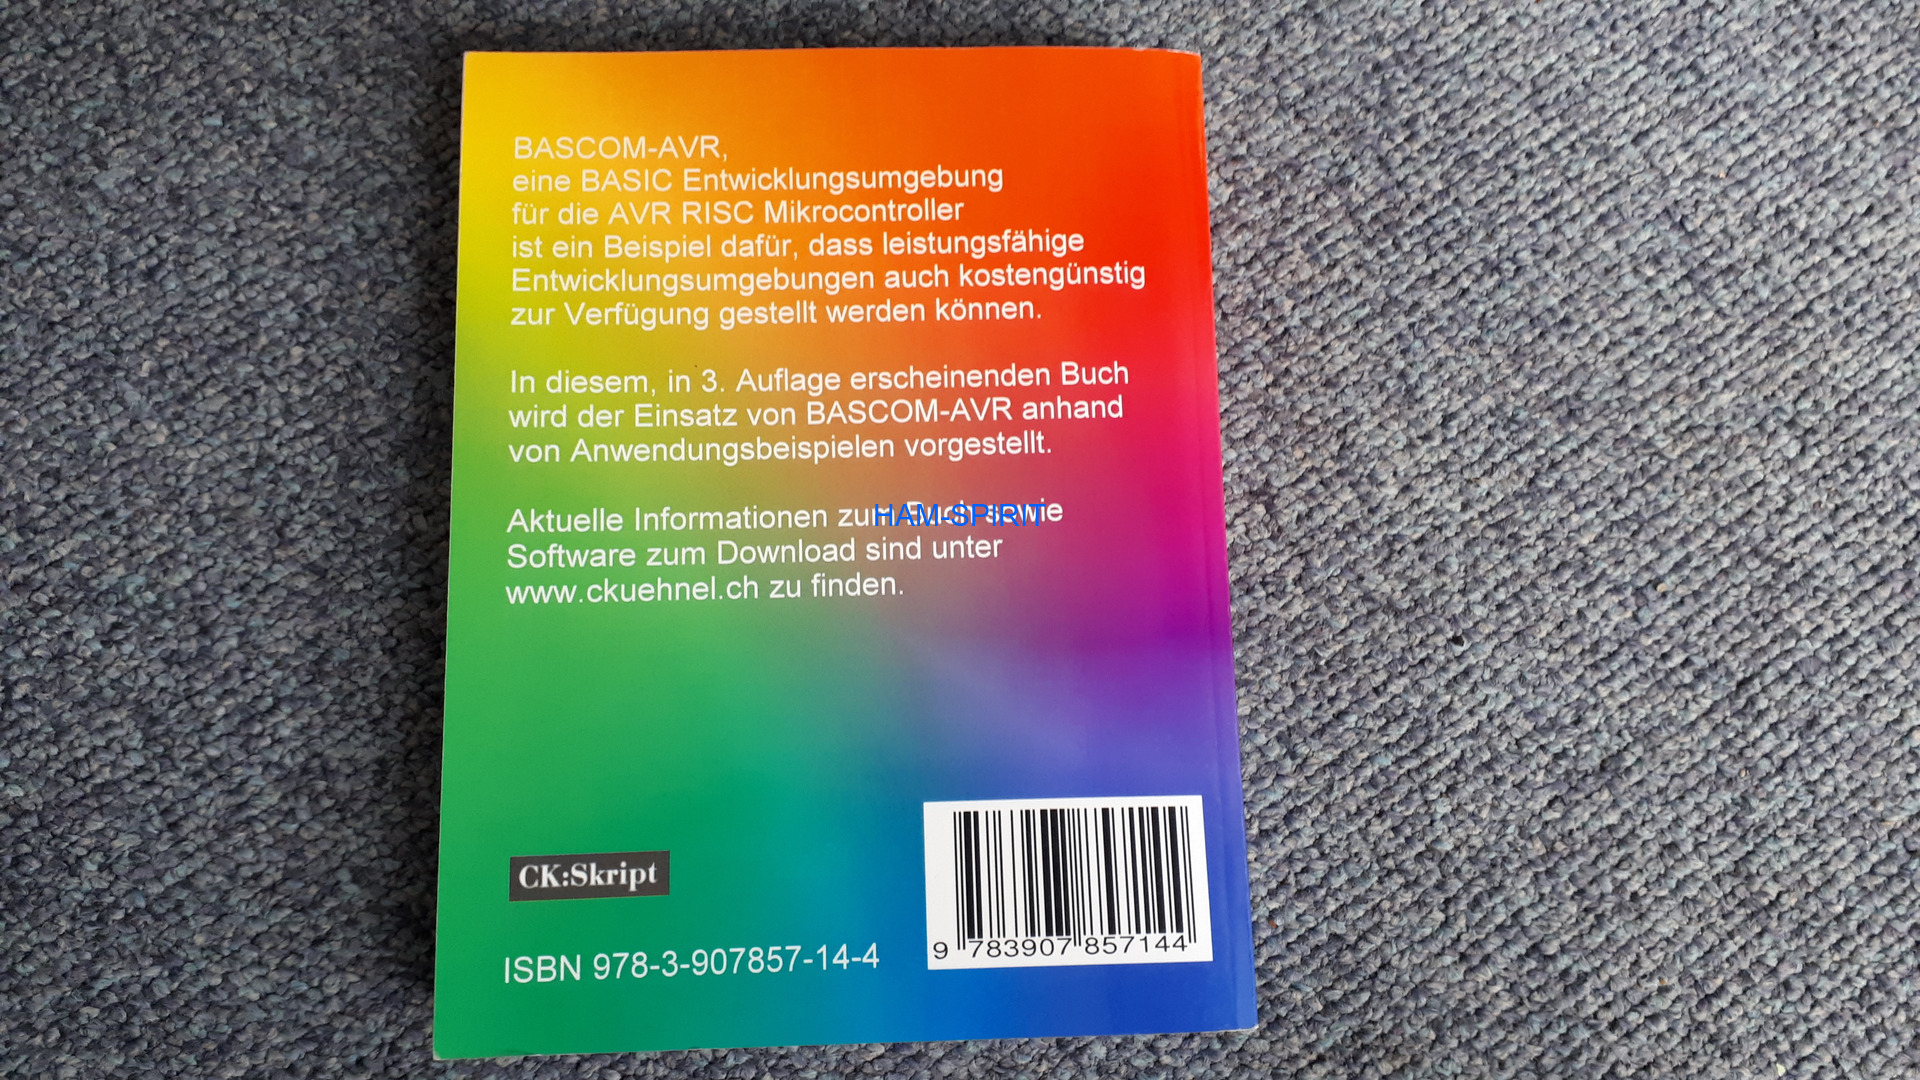 BASCOM-AVR,
eine BASIC Entwicklungsumgebung
für die AVR RISC Mikrocontroller
ist ein Beispiel dafür, dass leistungsfähige
Entwicklungsumgebungen auch kostengünstig
zur Verfügung gestellt werden können.
In diesem, in 3. Auflage erscheinenden Buch
wird der Einsatz von BASCOM-AVR anhand
von Anwendungsbeispielen vorgestellt.
Aktuelle Informationen zum Buch sowie
HAM-SPIRIT
Software zum Download sind unter
www.ckuehnel.ch zu finden.
CK:Skript
ISBN 978-3-907857-14-4
9 783907 857144